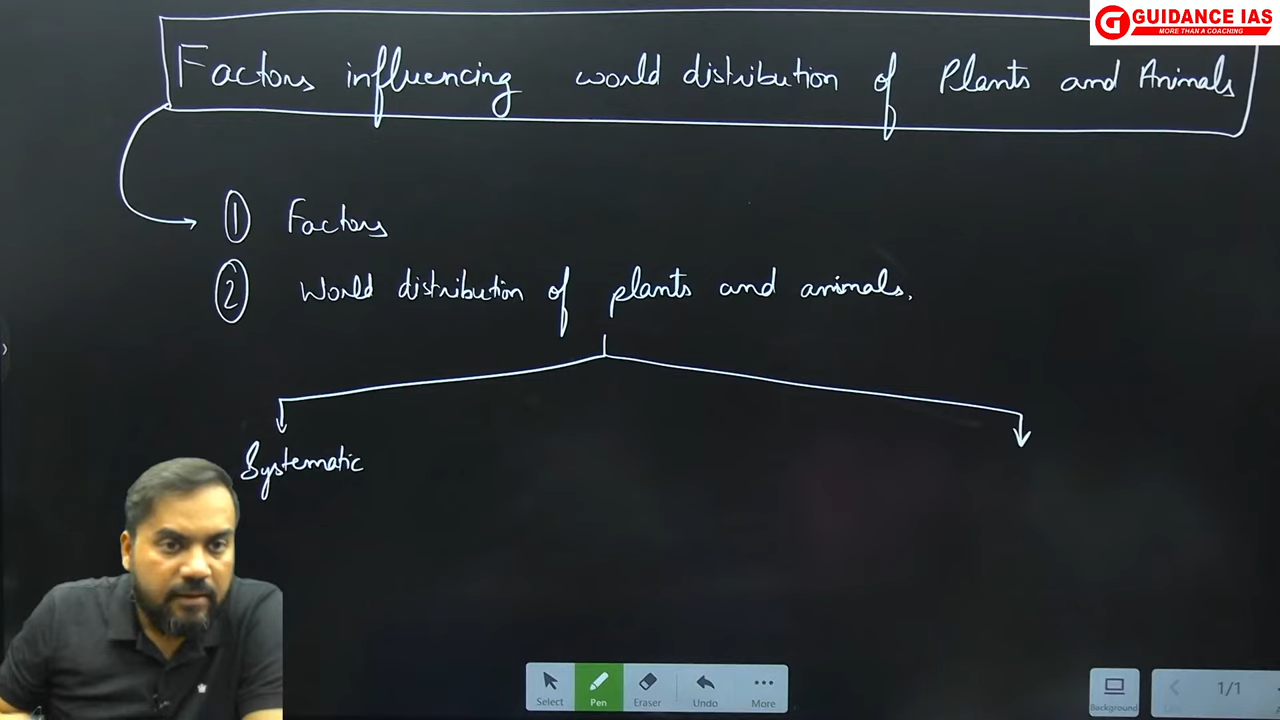 GUIDANCE IAS
MORE THAN A COACHING
Factors influencing world distribution of Plants and Animals
1 Factors
2 World distribution of plants and animals.
Systematic
Select
Pen
Eraser
Undo
More
Background
1/1